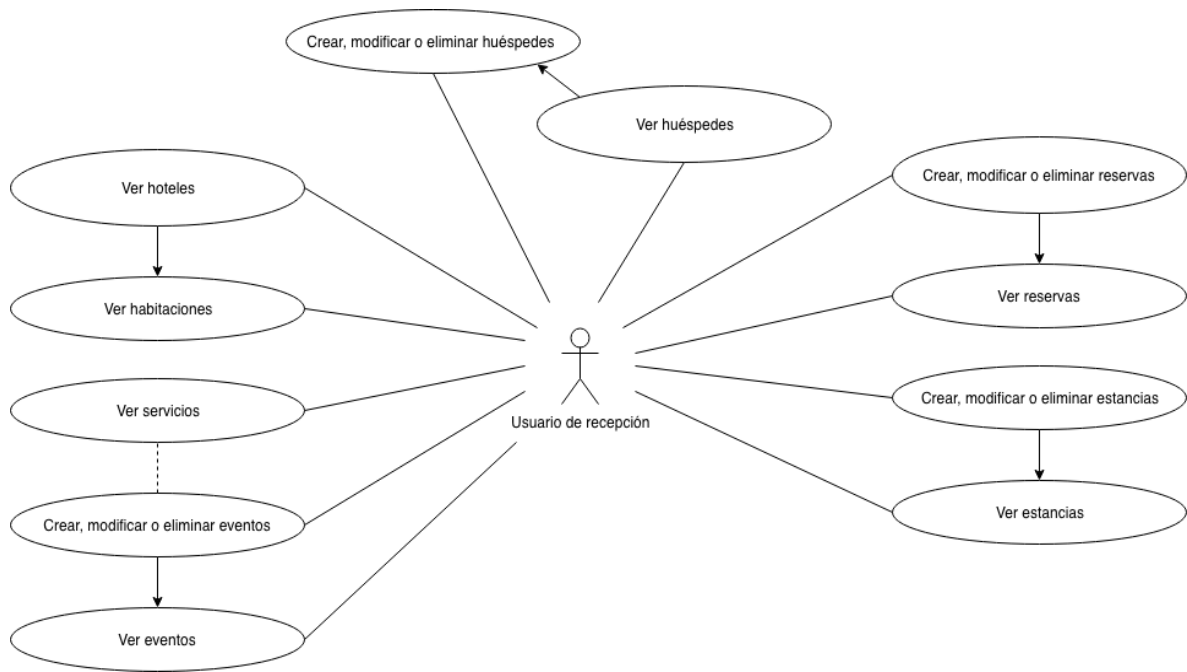 Crear, modificar o eliminar huéspedes
Ver huéspedes
Ver hoteles
Ver habitaciones
Ver servicios
Crear, modificar o eliminar eventos
Ver eventos
Usuario de recepción
Crear, modificar o eliminar reservas
Ver reservas
Crear, modificar o eliminar estancias
Ver estancias